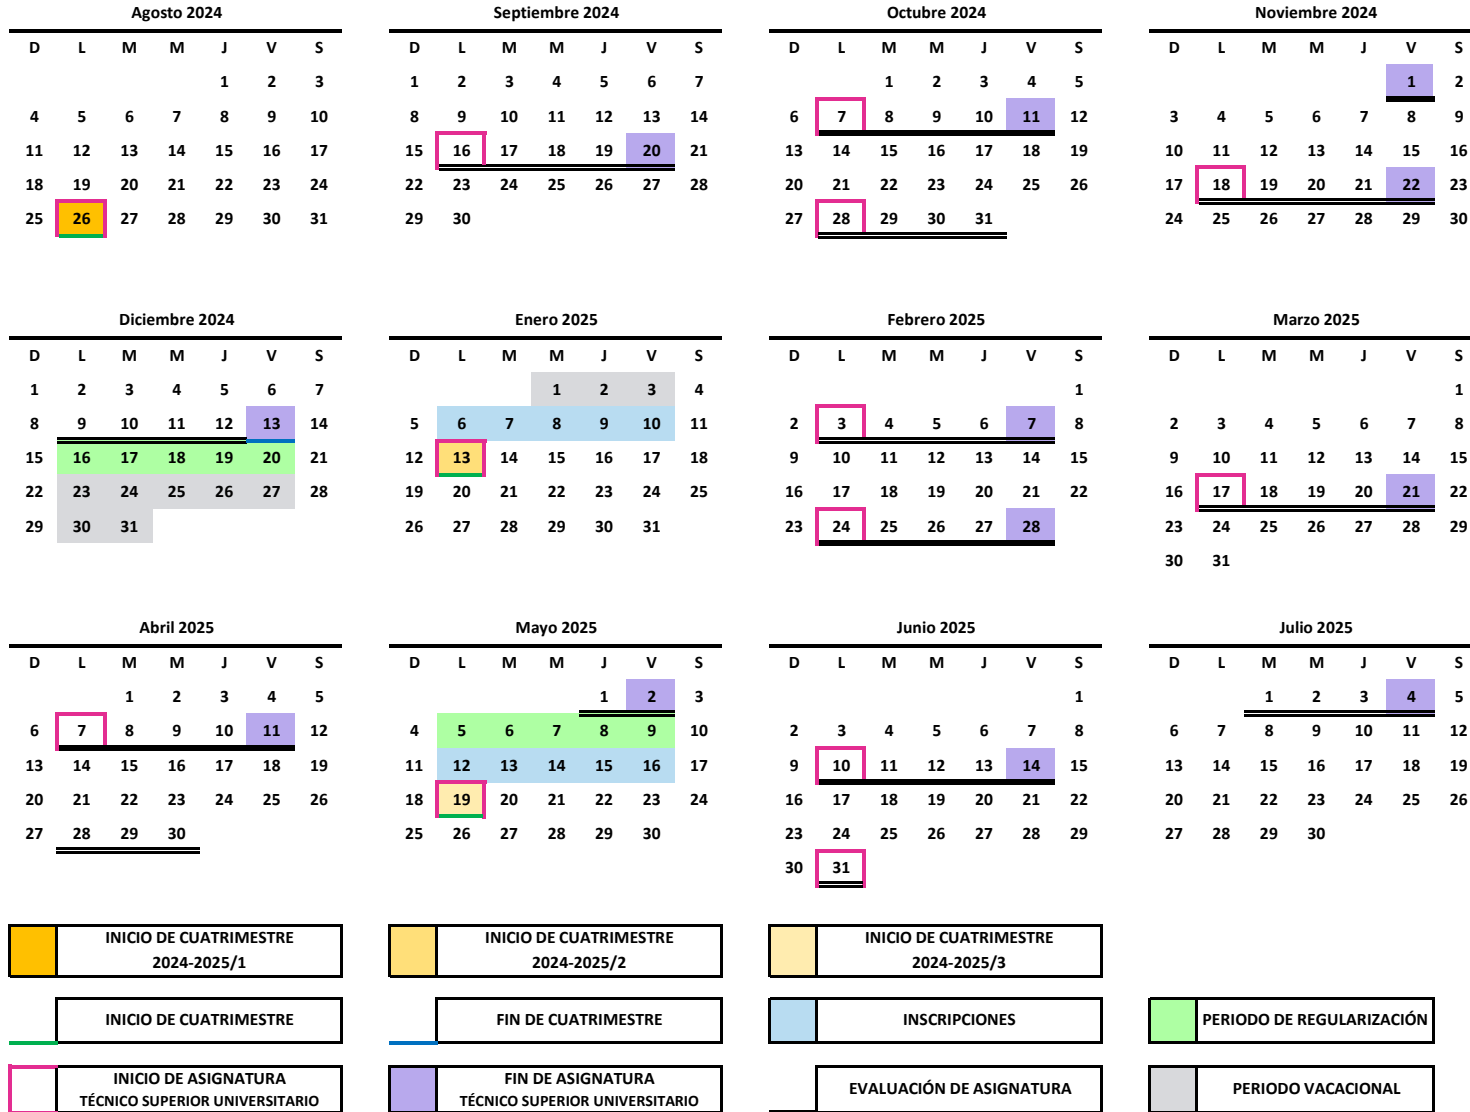 Agosto 2024 Septiembre 2024 Octubre 2024 Noviembre 2024
D L M M J V S D L M M J V S D L M M J V S D L M M J V S
1 2 3 1 2 3 4 5 6 7 1 2 3 4 5 1 2
4 5 6 7 8 9 10 8 9 10 11 12 13 14 6 7 8 9 10 11 12 3 4 5 6 7 8 9
11 12 13 14 15 16 17 15 16 17 18 19 20 21 13 14 15 16 17 18 19 10 11 12 13 14 15 16
18 19 20 21 22 23 24 22 23 24 25 26 27 28 20 21 22 23 24 25 26 17 18 19 20 21 22 23
25 26 27 28 29 30 31 29 30 27 28 29 30 31 24 25 26 27 28 29 30
Diciembre 2024 Enero 2025 Febrero 2025 Marzo 2025
D L M M J V S D L M M J V S D L M M J V S D L M M J V S
1 2 3 4 5 6 7 1 2 3 4 1 1
8 9 10 11 12 13 14 5 6 7 8 9 10 11 2 3 4 5 6 7 8 2 3 4 5 6 7 8
15 16 17 18 19 20 21 12 13 14 15 16 17 18 9 10 11 12 13 14 15 9 10 11 12 13 14 15
22 23 24 25 26 27 28 19 20 21 22 23 24 25 16 17 18 19 20 21 22 16 17 18 19 20 21 22
29 30 31 26 27 28 29 30 31 23 24 25 26 27 28 23 24 25 26 27 28 29
30 31
Abril 2025 Mayo 2025 Junio 2025 Julio 2025
D L M M J V S D L M M J V S D L M M J V S D L M M J V S
1 2 3 4 5 1 2 3 1 1 2 3 4 5
6 7 8 9 10 11 12 4 5 6 7 8 9 10 2 3 4 5 6 7 8 6 7 8 9 10 11 12
13 14 15 16 17 18 19 11 12 13 14 15 16 17 9 10 11 12 13 14 15 13 14 15 16 17 18 19
20 21 22 23 24 25 26 18 19 20 21 22 23 24 16 17 18 19 20 21 22 20 21 22 23 24 25 26
27 28 29 30 25 26 27 28 29 30 23 24 25 26 27 28 29 27 28 29 30
30 31
INICIO DE CUATRIMESTRE
2024-2025/1
INICIO DE CUATRIMESTRE
2024-2025/2
INICIO DE CUATRIMESTRE
2024-2025/3
INICIO DE CUATRIMESTRE
FIN DE CUATRIMESTRE
INSCRIPCIONES
PERIODO DE REGULARIZACIÓN
INICIO DE ASIGNATURA
TÉCNICO SUPERIOR UNIVERSITARIO
FIN DE ASIGNATURA
TÉCNICO SUPERIOR UNIVERSITARIO
EVALUACIÓN DE ASIGNATURA
PERIODO VACACIONAL